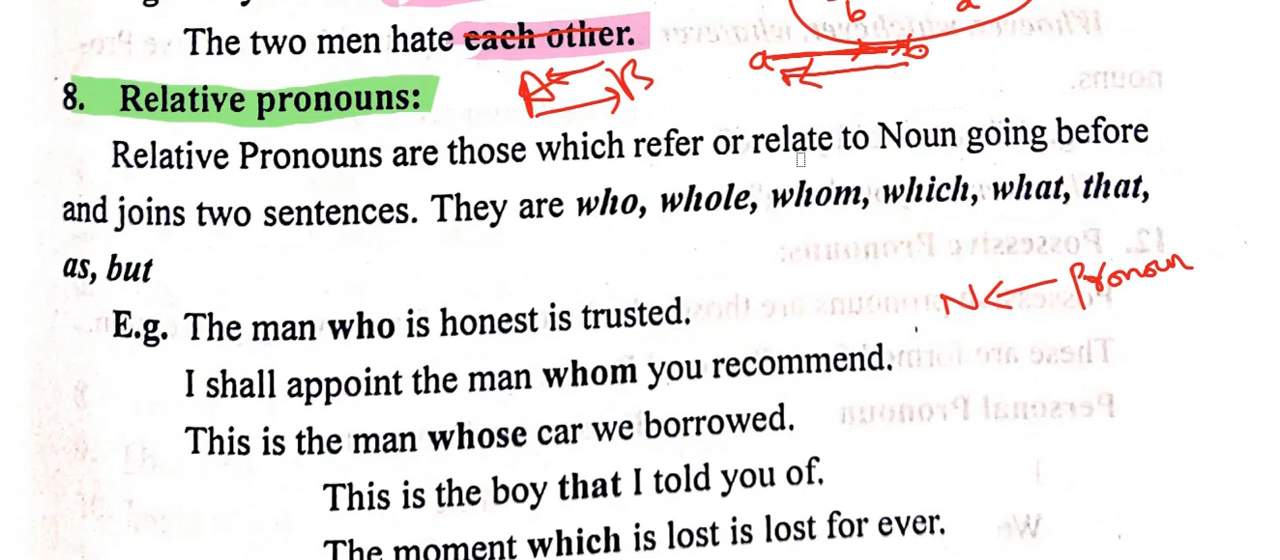 The two men hate each other.
b a
a b
A B
8. Relative pronouns:
Relative Pronouns are those which refer or relate to Noun going before
and joins two sentences. They are who, whole, whom, which, what, that,
as, but
N ← Pronoun
E.g. The man who is honest is trusted.
I shall appoint the man whom you recommend.
This is the man whose car we borrowed.
This is the boy that I told you of.
The moment which is lost is lost for ever.